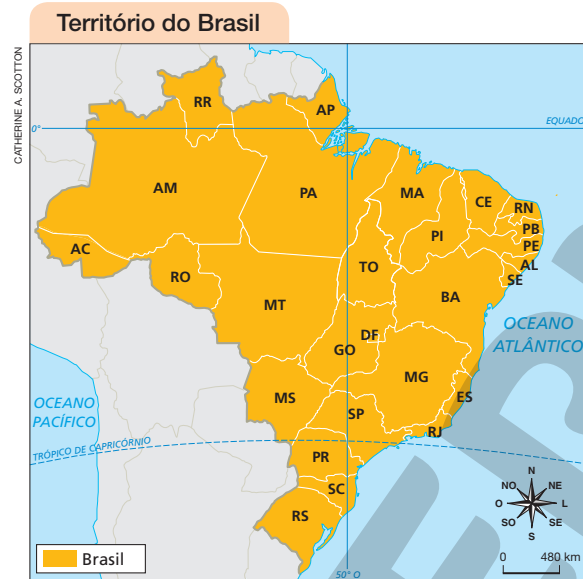 Território do Brasil
CATHERINE A. SCOTTON
RR
AP
0°
EQUADO
AM
PA
MA
CE
RN
PB
PE
AL
SE
PI
AC
RO
TO
BA
MT
DF
GO
OCEANO
ATLÂNTICO
MG
ES
MS
SP
RJ
OCEANO
PACÍFICO
TRÓPICO DE CAPRICÓRNIO
PR
SC
RS
N
NO
NE
O
L
SO
SE
S
Brasil
50° O
0
480 km